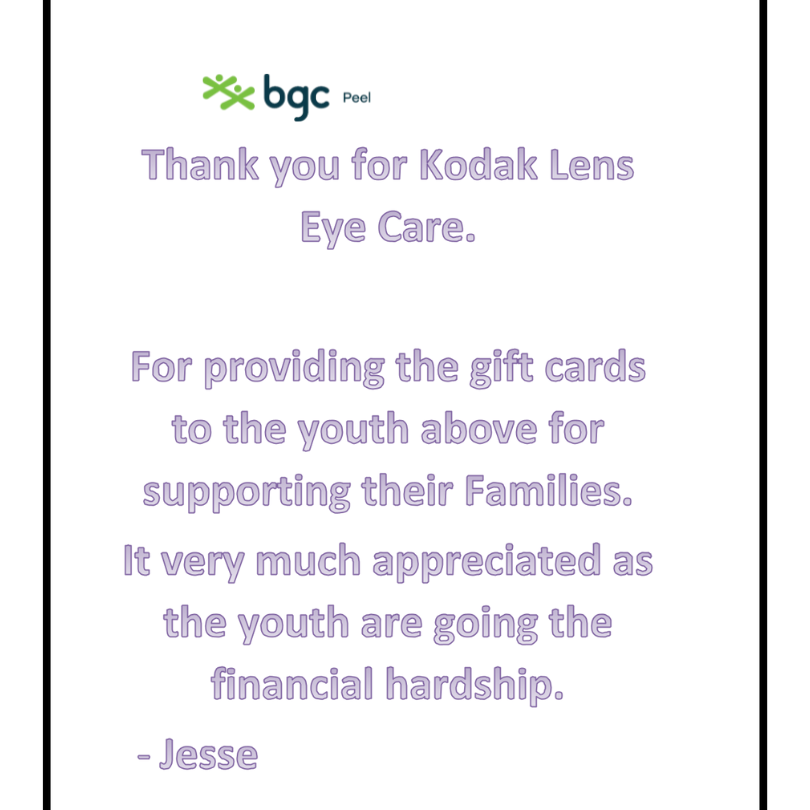 bgc Peel
Thank you for Kodak Lens
Eye Care.
For providing the gift cards
to the youth above for
supporting their Families.
It very much appreciated as
the youth are going the
financial hardship.
- Jesse